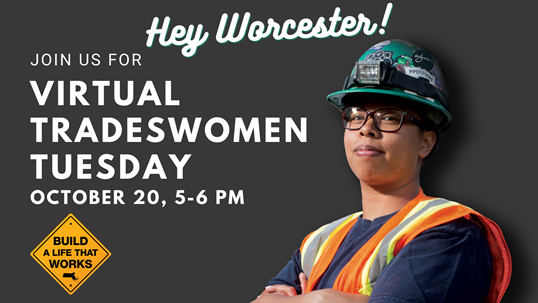 Hey Worcester!
JOIN US FOR
VIRTUAL
TRADESWOMEN
TUESDAY
OCTOBER 20, 5-6 PM
BUILD
A LIFE THAT
WORKS